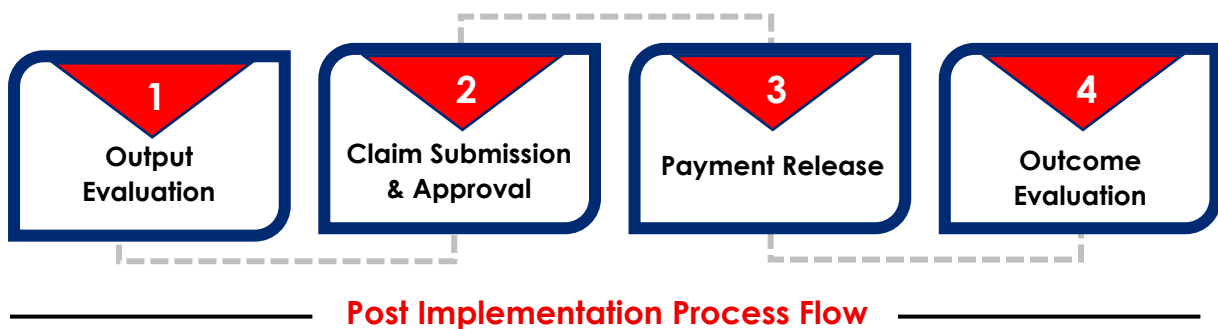 1
Output
Evaluation
2
Claim Submission
& Approval
3
Payment Release
4
Outcome
Evaluation
Post Implementation Process Flow